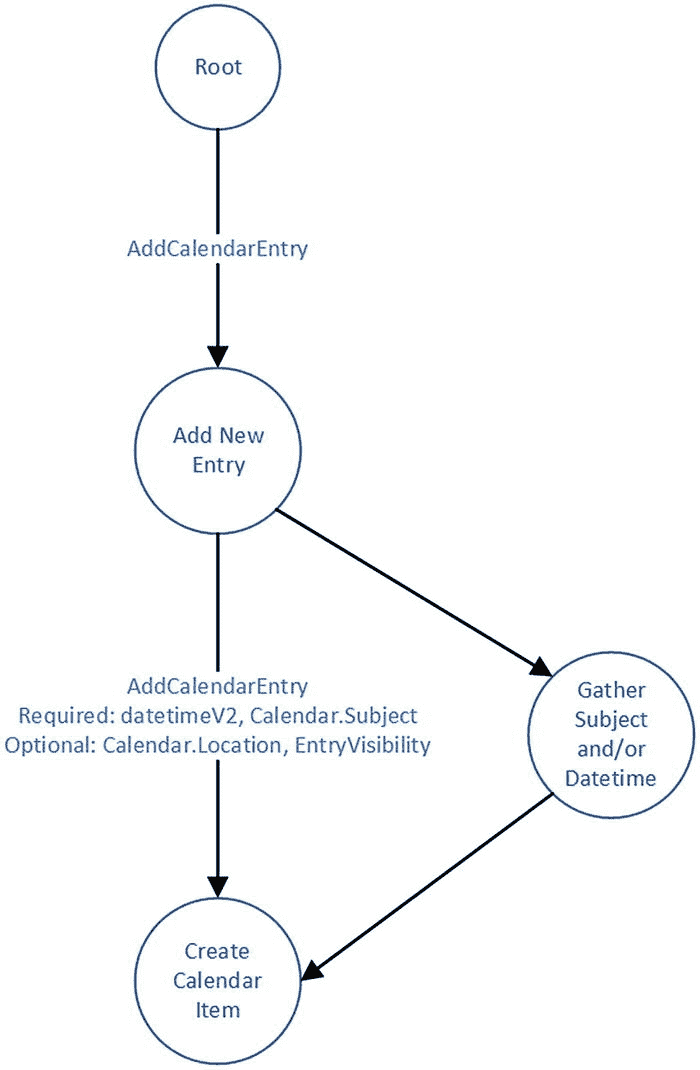 Root
AddCalendarEntry
Add New
Entry
AddCalendarEntry
Required: datetimeV2, Calendar.Subject
Optional: Calendar.Location, EntryVisibility
Gather
Subject
and/or
Datetime
Create
Calendar
Item